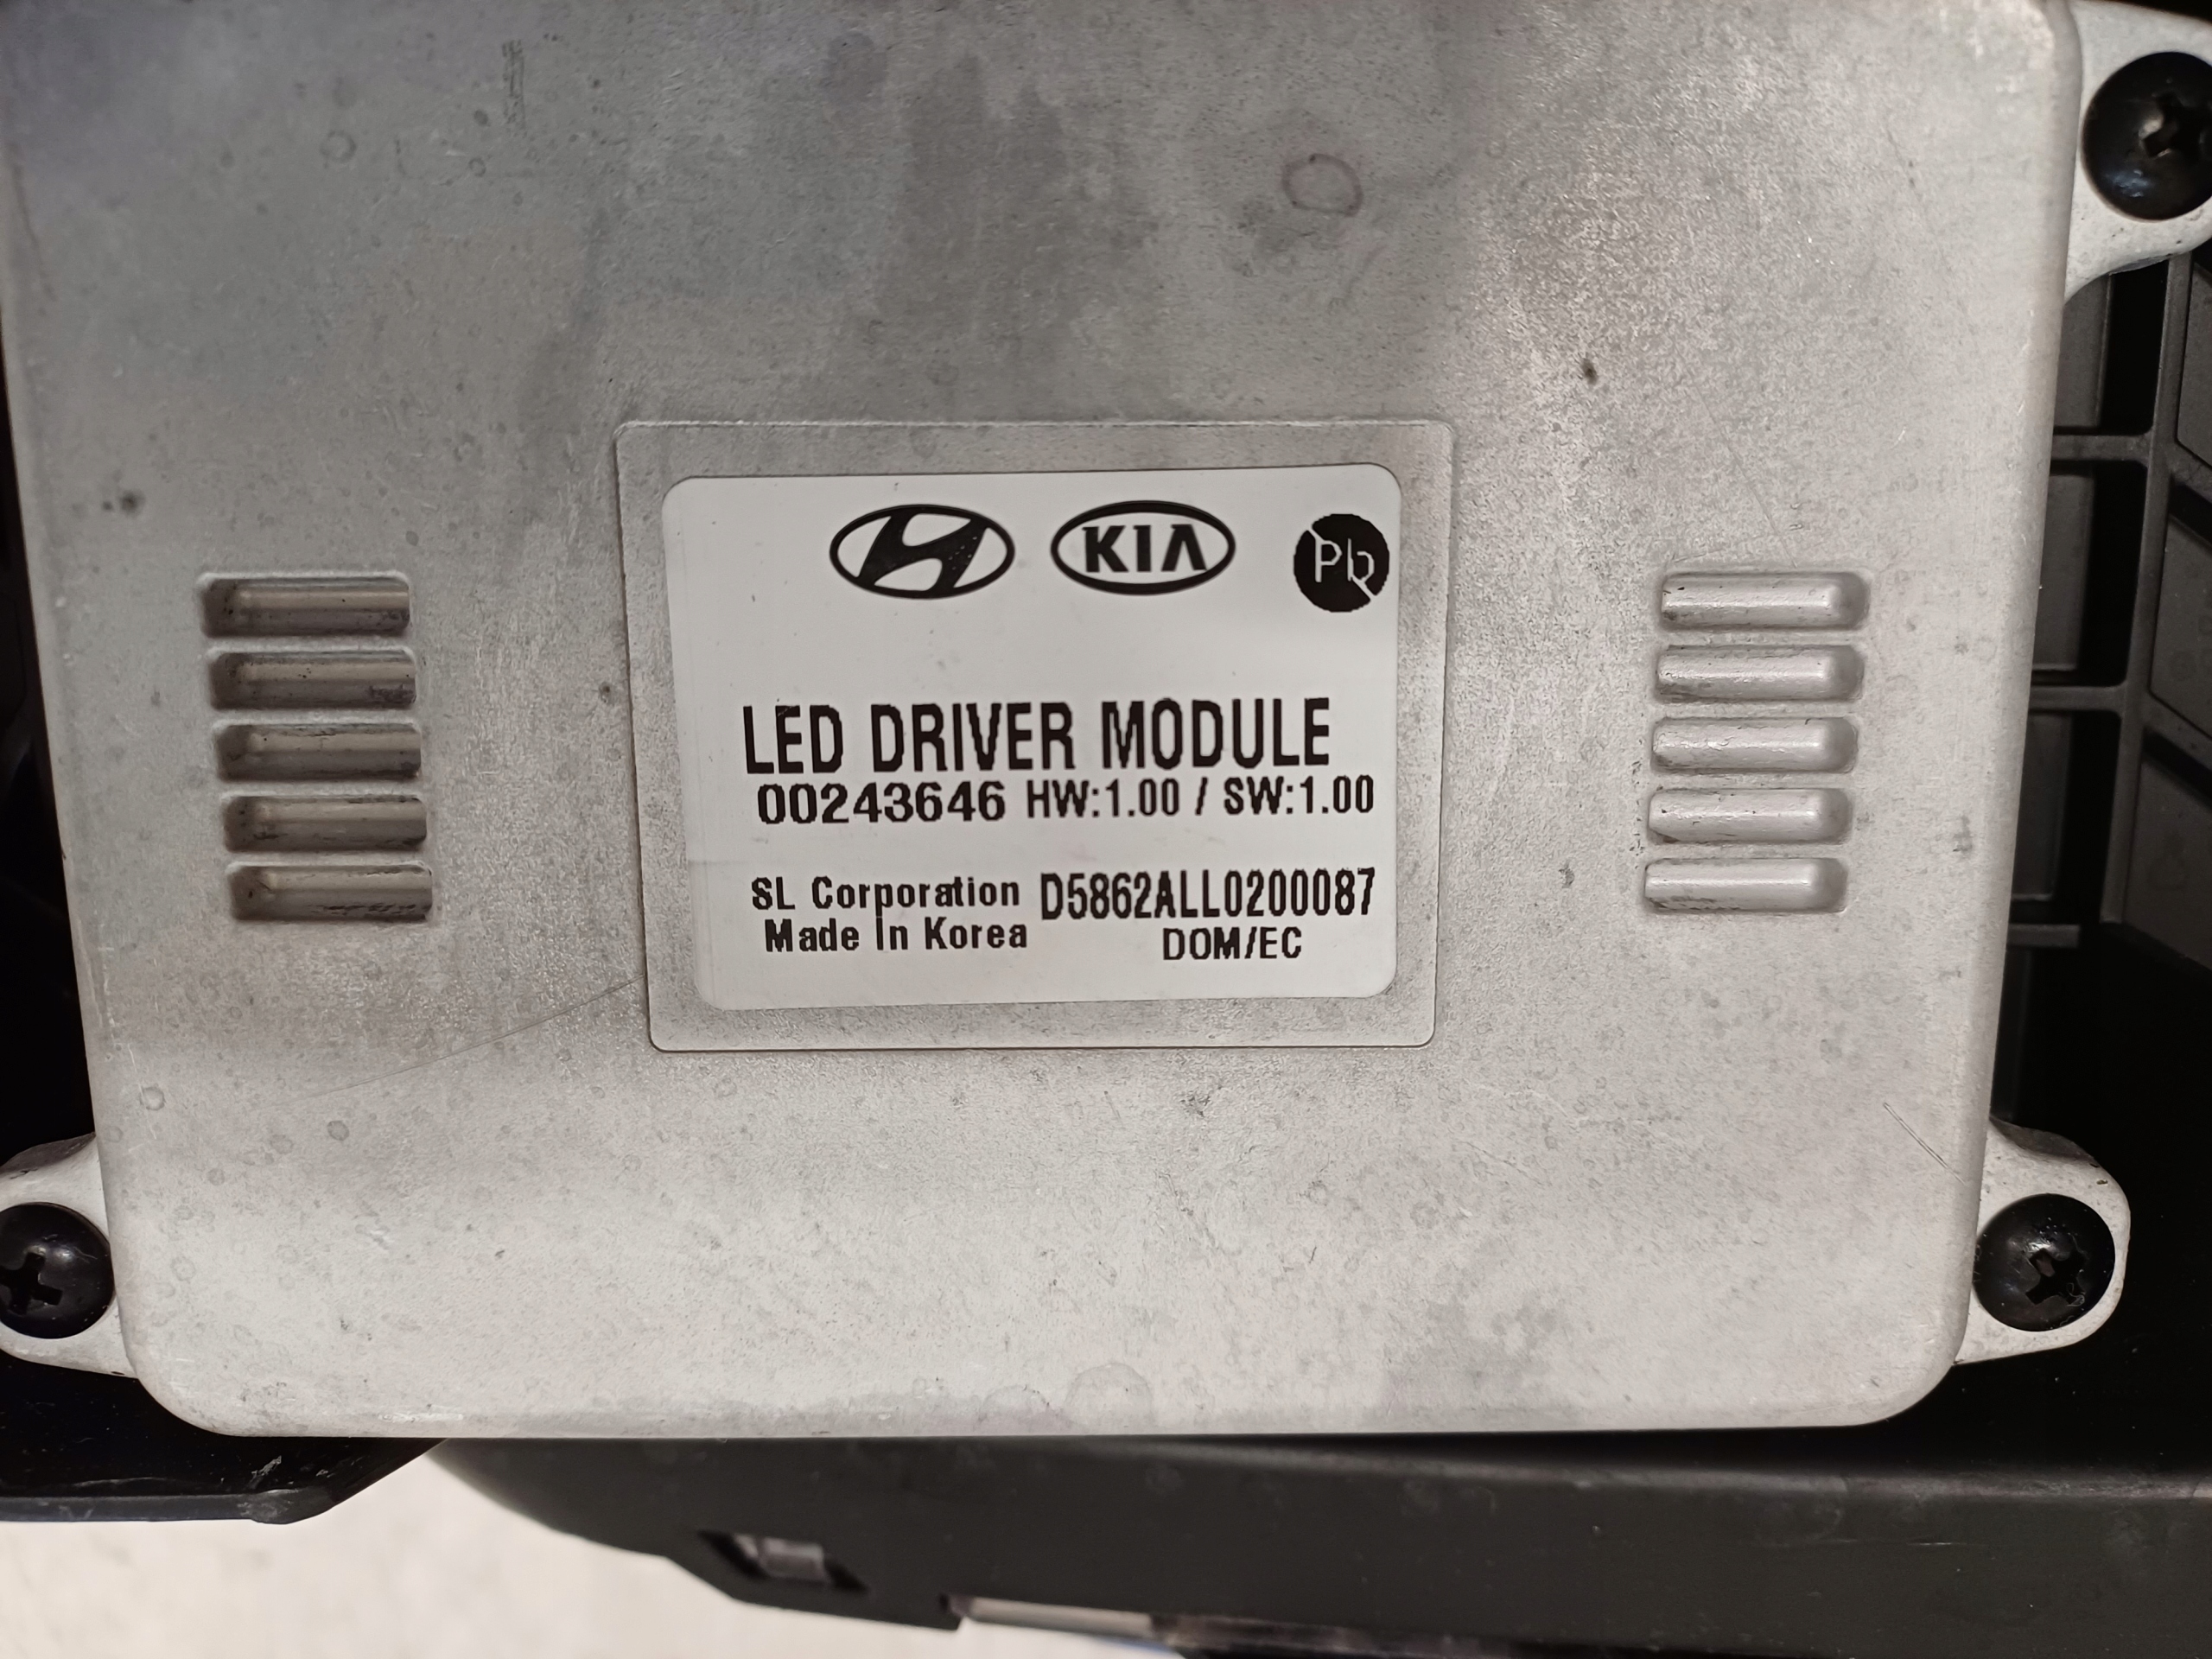 KIA
Pb
LED DRIVER MODULE
00243646 HW:1.00 / SW:1.00
SL Corporation D5862ALL0200087
Made In Korea DOM/EC